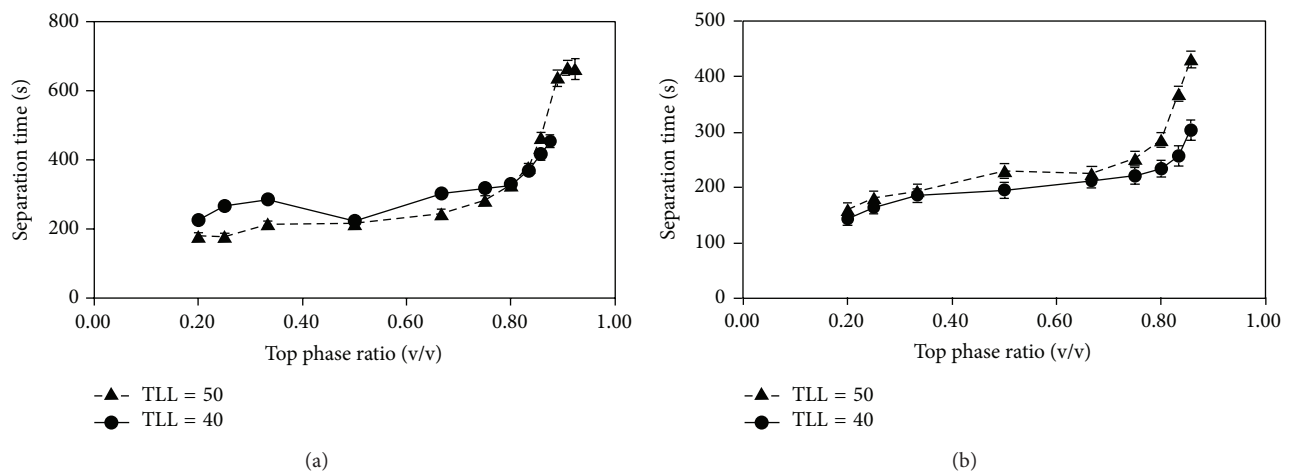 800
600
400
200
0
Separation time (s)
0.00 0.20 0.40 0.60 0.80 1.00
Top phase ratio (v/v)
TLL = 50
TLL = 40
(a)
500
400
300
200
100
0
Separation time (s)
0.00 0.20 0.40 0.60 0.80 1.00
Top phase ratio (v/v)
TLL = 50
TLL = 40
(b)